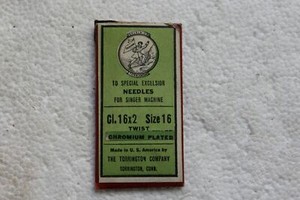 TO SPECIAL EXCELSIOR
NEEDLES
FOR SINGER MACHINE
Cl. 16x2 Size 16
TWIST
CHROMIUM PLATED
Made in U. S. America by
THE TORRINGTON COMPANY
TORRINGTON, CONN.